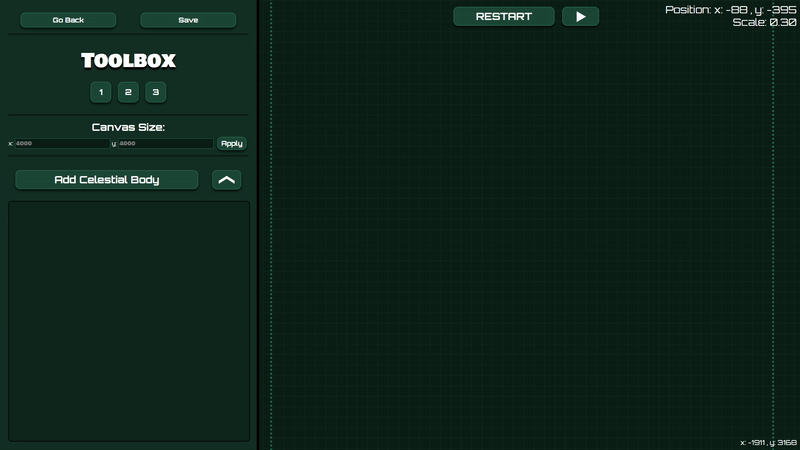 Go Back
Save
Toolbox
1
2
3
Canvas Size:
x: 4000
y: 4000
Apply
Add Celestial Body
RESTART
Position: x: -88 , y: -395
Scale: 0.30
x: -1911 , y: 3168